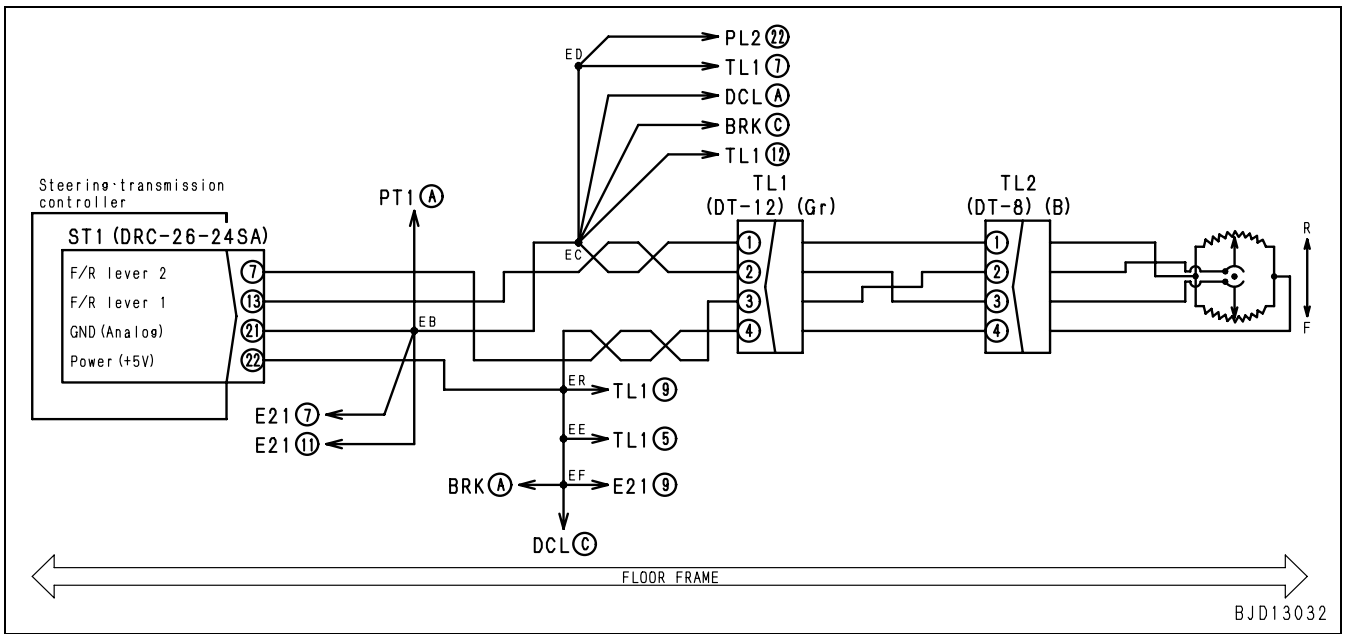 PL2 22
ED
TL1 7
DCL A
BRK C
TL1 12
Steering·transmission
controller
PT1 A
TL1
(DT-12) (Gr)
TL2
(DT-8) (B)
ST1 (DRC-26-24SA)
R
EC
1
1
F/R lever 2 7
2
2
F/R lever 1 13
3
3
GND (Analog) 21
EB
4
4
F
Power (+5V) 22
ER
TL1 9
E21 7
EE
TL1 5
E21 11
EF
BRK A
E21 9
DCL C
FLOOR FRAME
BJD13032